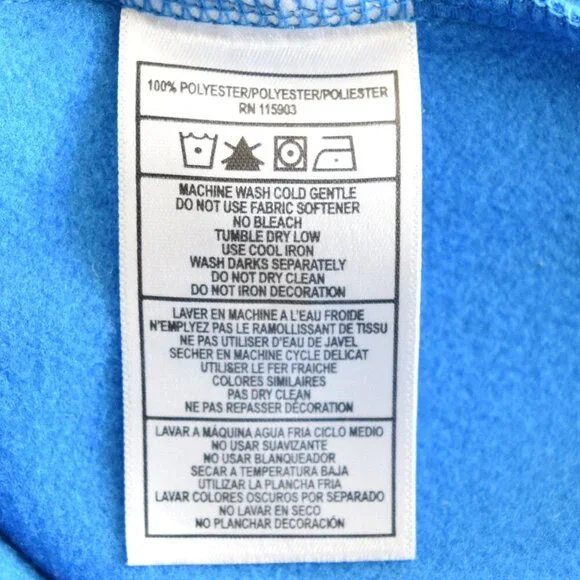 100% POLYESTER/POLYESTER/POLIESTER
RN 115903
MACHINE WASH COLD GENTLE
DO NOT USE FABRIC SOFTENER
NO BLEACH
TUMBLE DRY LOW
USE COOL IRON
WASH DARKS SEPARATELY
DO NOT DRY CLEAN
DO NOT IRON DECORATION
LAVER EN MACHINE A L'EAU FROIDE
N'EMPLYEZ PAS LE RAMOLLISSANT DE TISSU
NE PAS UTILISER D'EAU DE JAVEL
SECHER EN MACHINE CYCLE DELICAT
UTILISER LE FER FRAICHE
COLORES SIMILAIRES
PAS DRY CLEAN
NE PAS REPASSER DÉCORATION
LAVAR A MÁQUINA AGUA FRIA CICLO MEDIO
NO USAR SUAVIZANTE
NO USAR BLANQUEADOR
SECAR A TEMPERATURA BAJA
UTILIZAR LA PLANCHA FRIA
LAVAR COLORES OSCUROS POR SEPARADO
NO LAVAR EN SECO
NO PLANCHAR DECORACIÓN